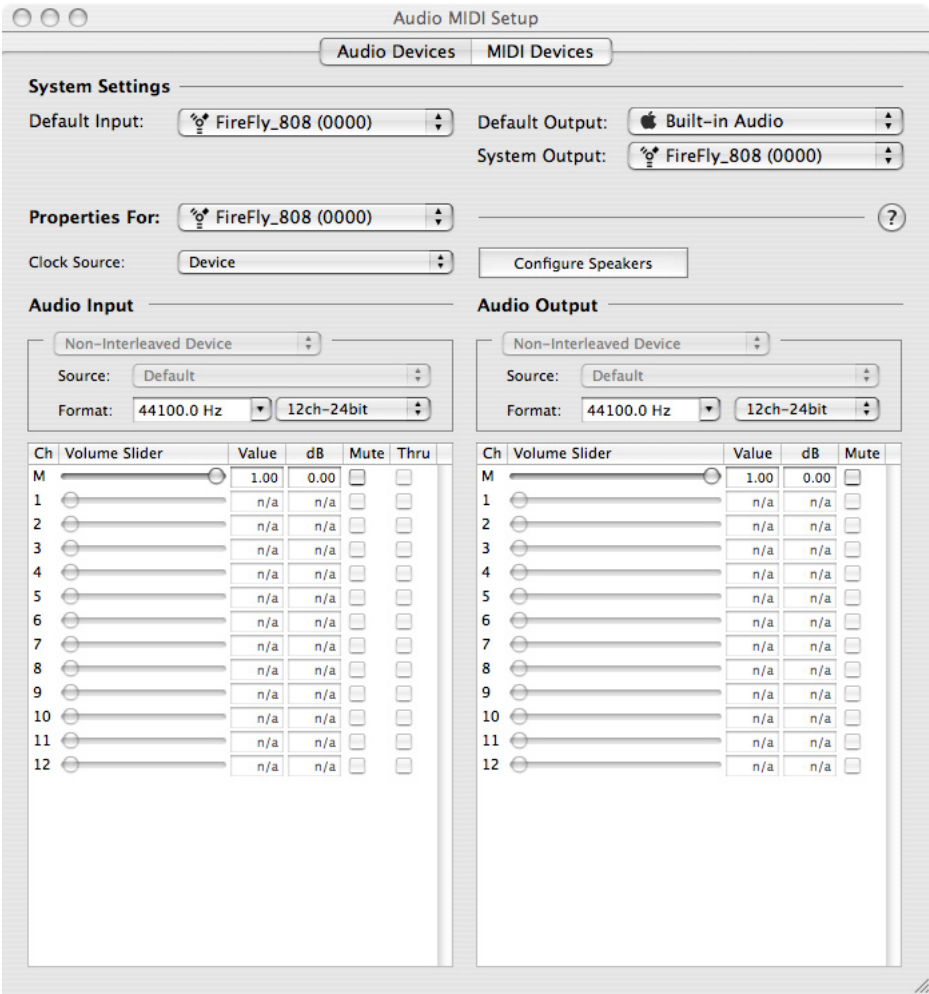 Audio MIDI Setup
Audio Devices MIDI Devices
System Settings
Default Input: FireFly_808 (0000) Default Output: Built-in Audio
System Output: FireFly_808 (0000)
Properties For: FireFly_808 (0000) ?
Clock Source: Device Configure Speakers
Audio Input Audio Output
Non-Interleaved Device Non-Interleaved Device
Source: Default Source: Default
Format: 44100.0 Hz 12ch-24bit Format: 44100.0 Hz 12ch-24bit
Ch Volume Slider Value dB Mute Thru Ch Volume Slider Value dB Mute
M 1.00 0.00 M 1.00 0.00
1 n/a n/a 1 n/a n/a
2 n/a n/a 2 n/a n/a
3 n/a n/a 3 n/a n/a
4 n/a n/a 4 n/a n/a
5 n/a n/a 5 n/a n/a
6 n/a n/a 6 n/a n/a
7 n/a n/a 7 n/a n/a
8 n/a n/a 8 n/a n/a
9 n/a n/a 9 n/a n/a
10 n/a n/a 10 n/a n/a
11 n/a n/a 11 n/a n/a
12 n/a n/a 12 n/a n/a